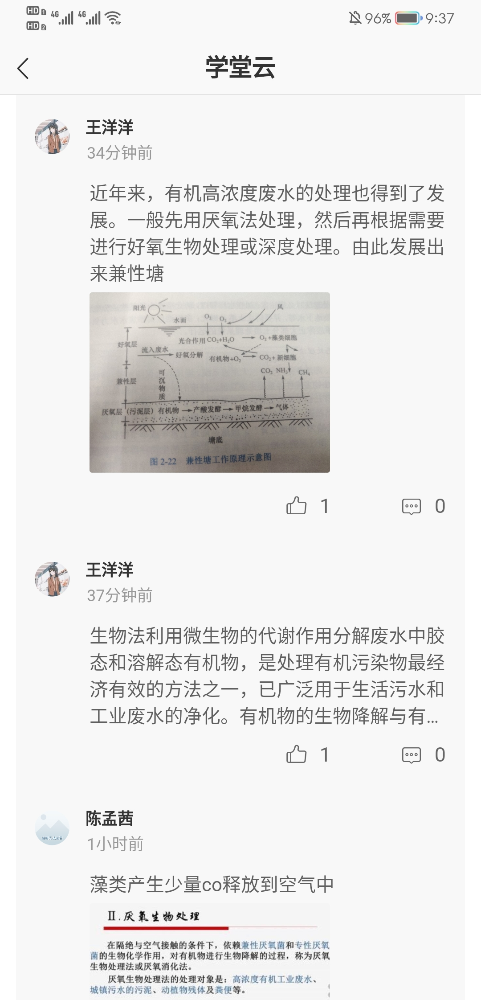 HD 1 4G 4G 96% 9:37
HD 2
学堂云
王洋洋
34分钟前
近年来，有机高浓度废水的处理也得到了发
展。一般先用厌氧法处理，然后再根据需要
进行好氧生物处理或深度处理。由此发展出
来兼性塘
阳光
风
水面
O₂
O₂
光合作用 CO₂+H₂O
O₂+藻类细胞
好氧层
流入废水
好氧分解
有机物+O₂
CO₂+新细胞
可沉物质
CO₂ NH₃ CH₄
兼性层
厌氧层（污泥层）有机物 产酸发酵 甲烷发酵 气体
塘底
图 2-22 兼性塘工作原理示意图
1 0
王洋洋
37分钟前
生物法利用微生物的代谢作用分解废水中胶
态和溶解态有机物，是处理有机污染物最经
济有效的方法之一，已广泛用于生活污水和
工业废水的净化。有机物的生物降解与有...
1 0
陈孟茜
1小时前
藻类产生少量co释放到空气中
Ⅱ.厌氧生物处理
在隔绝与空气接触的条件下，依赖兼性厌氧菌和专性厌氧
菌的生物化学作用，对有机物进行生物降解的过程，称为厌氧
生物处理法或厌氧消化法。
厌氧生物处理法的处理对象是：高浓度有机工业废水、
城镇污水的污泥、动植物残体及粪便等。